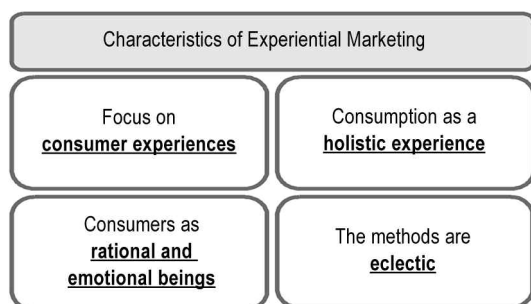 Characteristics of Experiential Marketing
Focus on
consumer experiences
Consumption as a
holistic experience
Consumers as
rational and
emotional beings
The methods are
eclectic